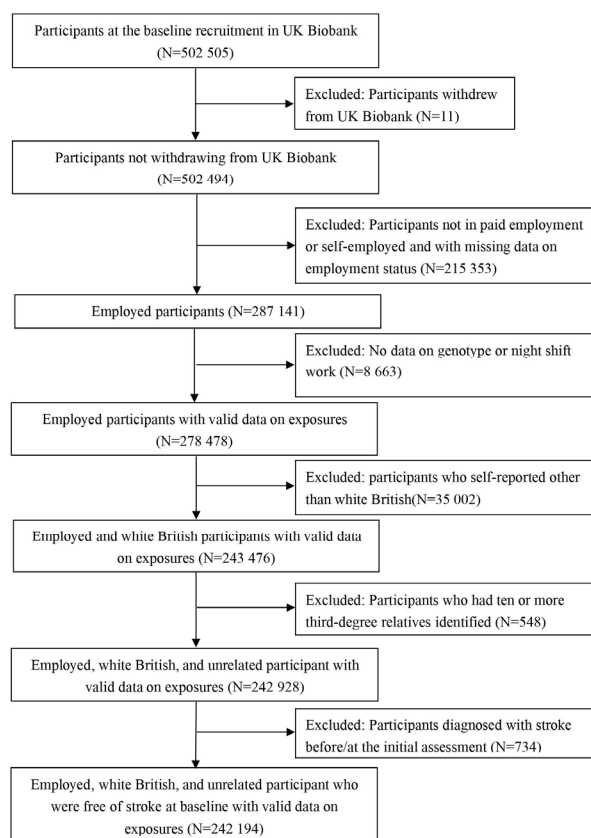 Participants at the baseline recruitment in UK Biobank
(N=502 505)
Excluded: Participants withdrew
from UK Biobank (N=11)
Participants not withdrawing from UK Biobank
(N=502 494)
Excluded: Participants not in paid employment
or self-employed and with missing data on
employment status (N=215 353)
Employed participants (N=287 141)
Excluded: No data on genotype or night shift
work (N=8 663)
Employed participants with valid data on exposures
(N=278 478)
Excluded: participants who self-reported other
than white British(N=35 002)
Employed and white British participants with valid data
on exposures (N=243 476)
Excluded: Participants who had ten or more
third-degree relatives identified (N=548)
Employed, white British, and unrelated participant with
valid data on exposures (N=242 928)
Excluded: Participants diagnosed with stroke
before/at the initial assessment (N=734)
Employed, white British, and unrelated participant who
were free of stroke at baseline with valid data on
exposures (N=242 194)